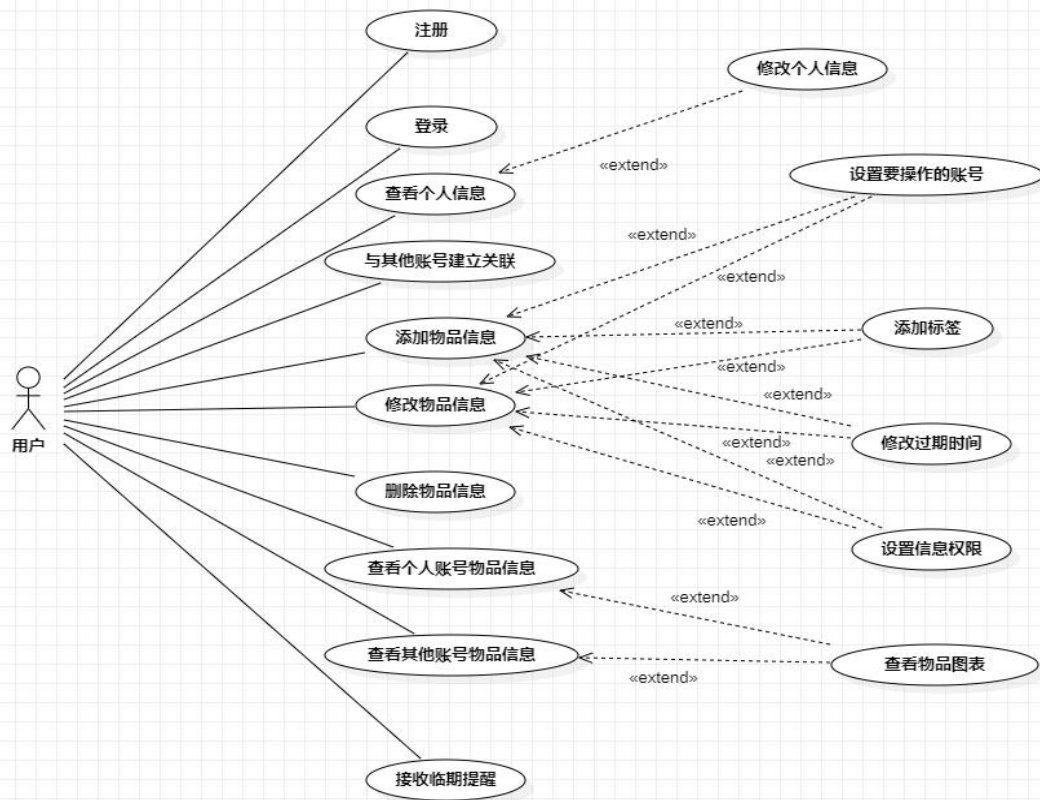 注册
修改个人信息
登录
«extend»
设置要操作的账号
查看个人信息
«extend»
与其他账号建立关联
«extend»
添加物品信息
«extend»
添加标签
«extend»
修改物品信息
«extend»
用户
«extend»
修改过期时间
«extend»
删除物品信息
«extend»
设置信息权限
查看个人账号物品信息
«extend»
查看其他账号物品信息
查看物品图表
«extend»
接收临期提醒